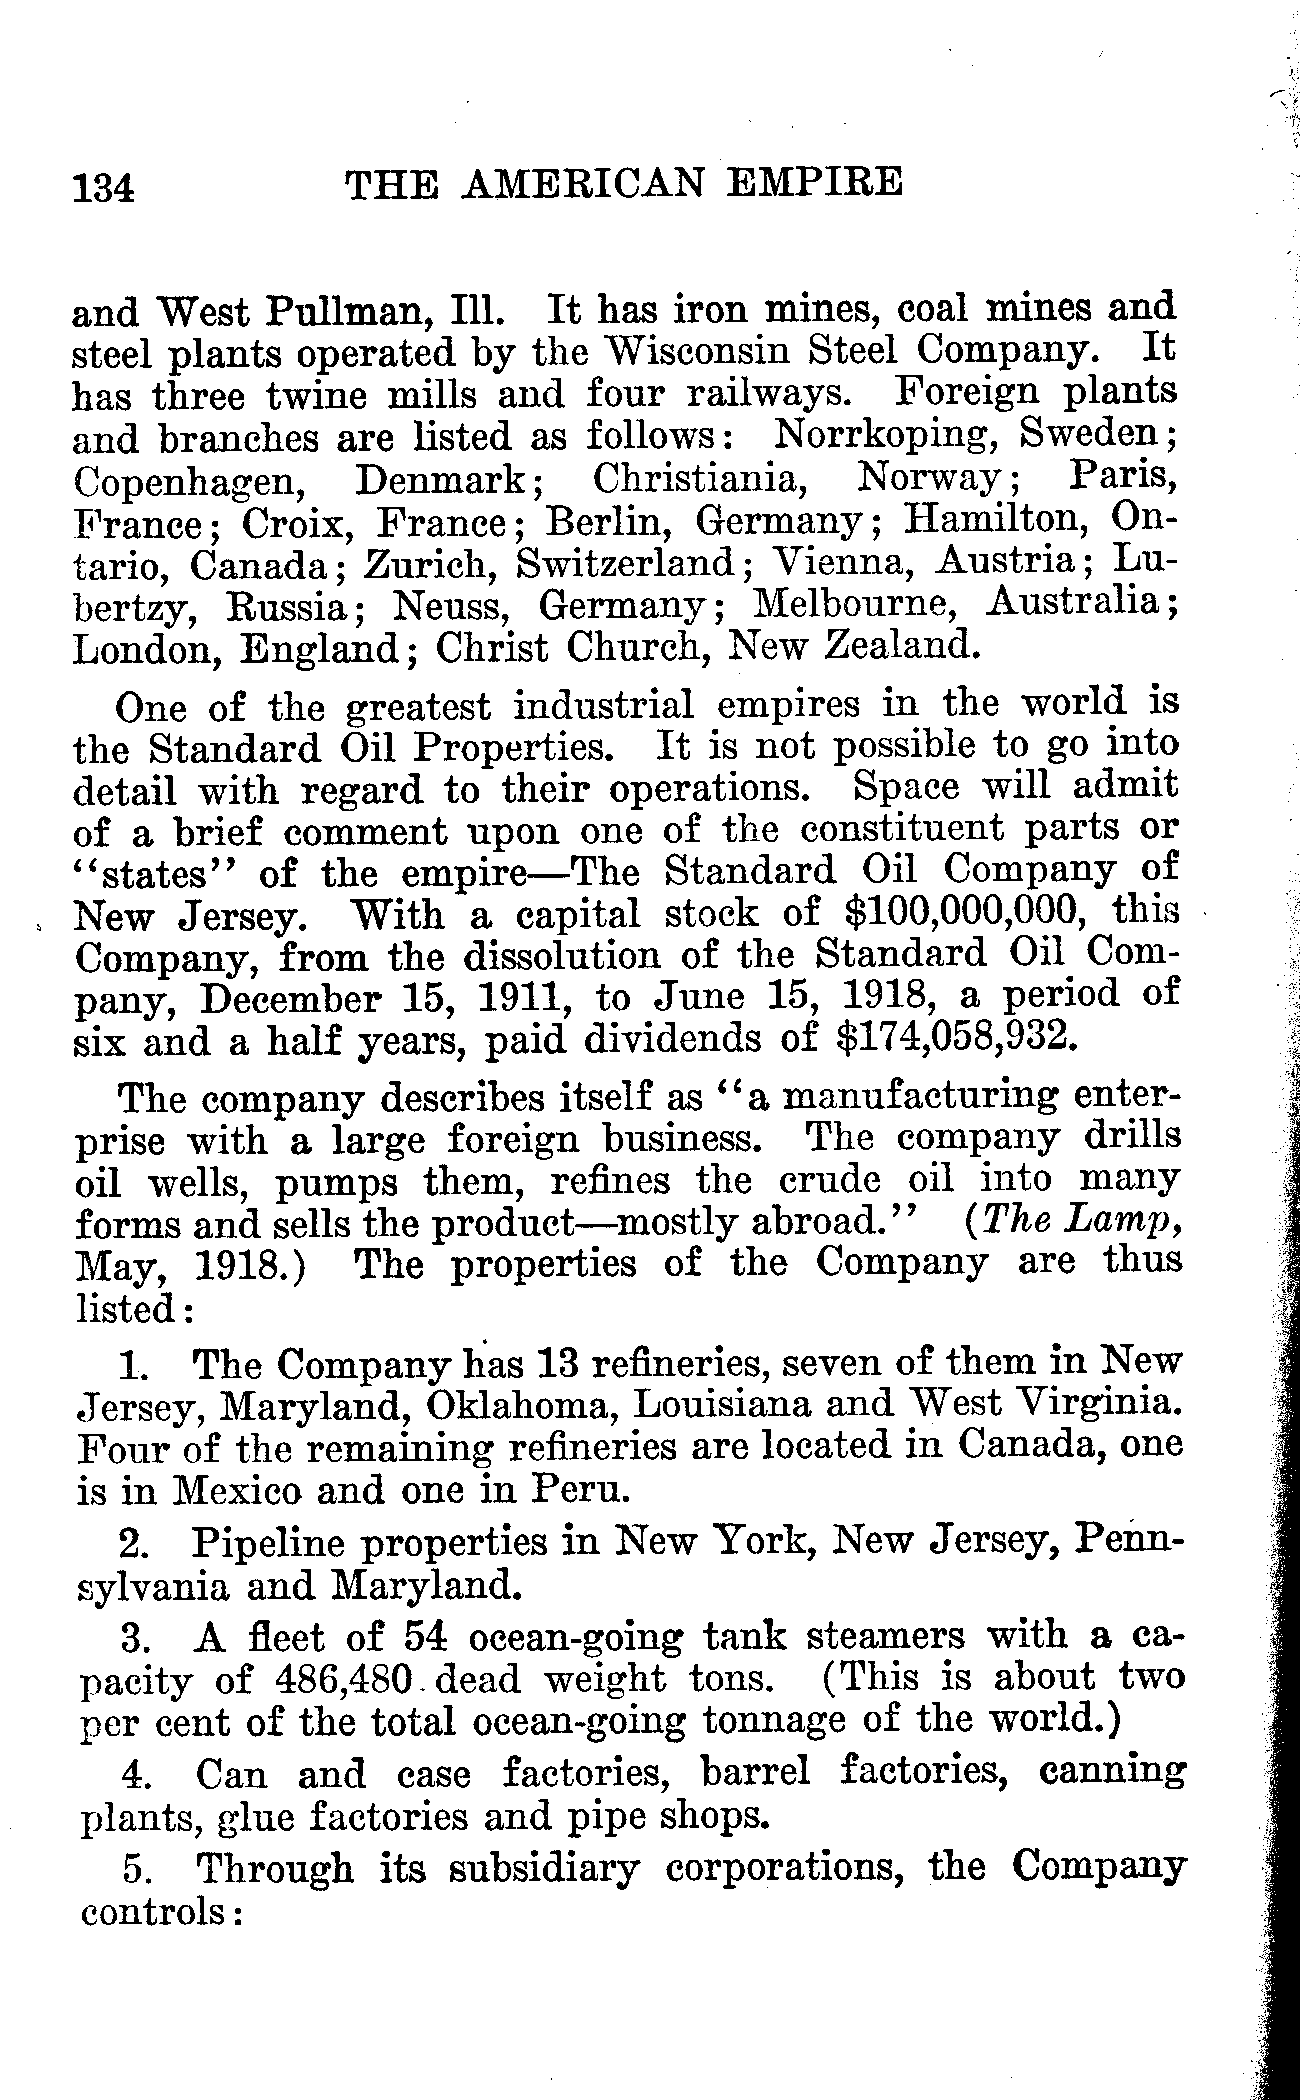 134 THE AMERICAN EMPIRE
and West Pullman, Ill. It has iron mines, coal mines and
steel plants operated by the Wisconsin Steel Company. It
has three twine mills and four railways. Foreign plants
and branches are listed as follows: Norrkoping, Sweden;
Copenhagen, Denmark; Christiania, Norway; Paris,
France; Croix, France; Berlin, Germany; Hamilton, On-
tario, Canada; Zurich, Switzerland; Vienna, Austria; Lu-
bertzy, Russia; Neuss, Germany; Melbourne, Australia;
London, England; Christ Church, New Zealand.
One of the greatest industrial empires in the world is
the Standard Oil Properties. It is not possible to go into
detail with regard to their operations. Space will admit
of a brief comment upon one of the constituent parts or
“states” of the empire—The Standard Oil Company of
New Jersey. With a capital stock of $100,000,000, this
Company, from the dissolution of the Standard Oil Com-
pany, December 15, 1911, to June 15, 1918, a period of
six and a half years, paid dividends of $174,058,932.
The company describes itself as “a manufacturing enter-
prise with a large foreign business. The company drills
oil wells, pumps them, refines the crude oil into many
forms and sells the product—mostly abroad.” (The Lamp,
May, 1918.) The properties of the Company are thus
listed:
1. The Company has 13 refineries, seven of them in New
Jersey, Maryland, Oklahoma, Louisiana and West Virginia.
Four of the remaining refineries are located in Canada, one
is in Mexico and one in Peru.
2. Pipeline properties in New York, New Jersey, Penn-
sylvania and Maryland.
3. A fleet of 54 ocean-going tank steamers with a ca-
pacity of 486,480 dead weight tons. (This is about two
per cent of the total ocean-going tonnage of the world.)
4. Can and case factories, barrel factories, canning
plants, glue factories and pipe shops.
5. Through its subsidiary corporations, the Company
controls: